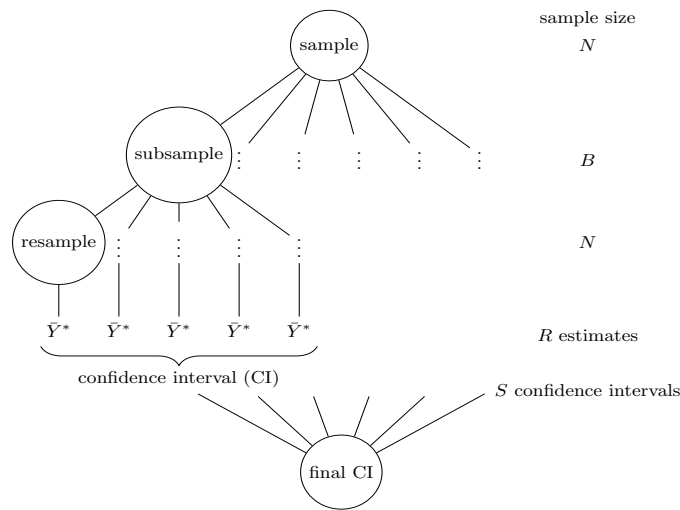 sample size
sample N
subsample ⋮ ⋮ ⋮ ⋮ ⋮ B
resample ⋮ ⋮ ⋮ ⋮ N
Ȳ* Ȳ* Ȳ* Ȳ* Ȳ* R estimates
confidence interval (CI)
S confidence intervals
final CI